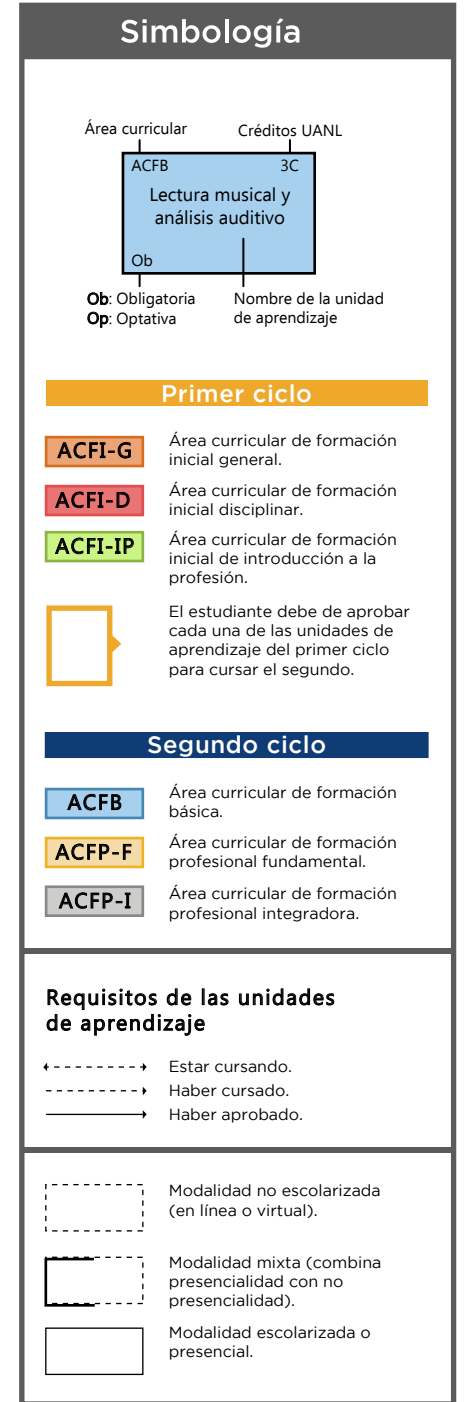 Simbología
Área curricular
Créditos UANL
ACFB
3C
Lectura musical y
análisis auditivo
Ob
Ob: Obligatoria
Op: Optativa
Nombre de la unidad
de aprendizaje
Primer ciclo
ACFI-G
Área curricular de formación
inicial general.
ACFI-D
Área curricular de formación
inicial disciplinar.
ACFI-IP
Área curricular de formación
inicial de introducción a la
profesión.
El estudiante debe de aprobar
cada una de las unidades de
aprendizaje del primer ciclo
para cursar el segundo.
Segundo ciclo
ACFB
Área curricular de formación
básica.
ACFP-F
Área curricular de formación
profesional fundamental.
ACFP-I
Área curricular de formación
profesional integradora.
Requisitos de las unidades
de aprendizaje
Estar cursando.
Haber cursado.
Haber aprobado.
Modalidad no escolarizada
(en línea o virtual).
Modalidad mixta (combina
presencialidad con no
presencialidad).
Modalidad escolarizada o
presencial.